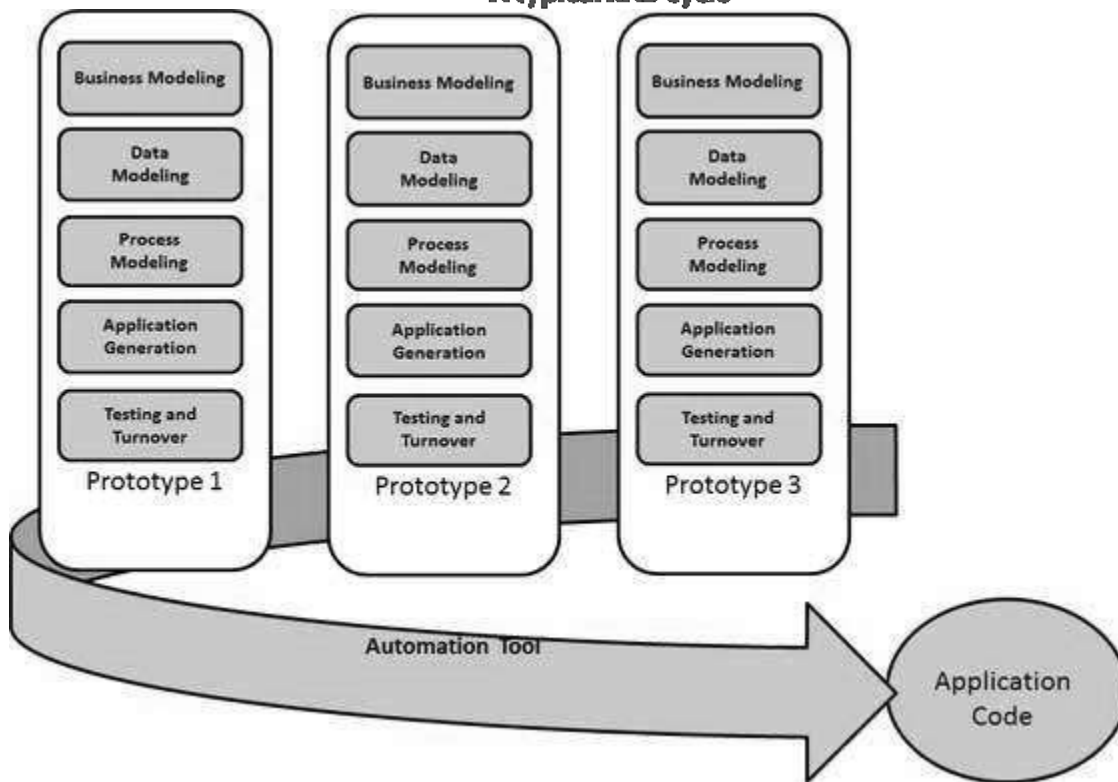 Business Modeling
Data
Modeling
Process
Modeling
Application
Generation
Testing and
Turnover
Prototype 1
Business Modeling
Data
Modeling
Process
Modeling
Application
Generation
Testing and
Turnover
Prototype 2
Business Modeling
Data
Modeling
Process
Modeling
Application
Generation
Testing and
Turnover
Prototype 3
Automation Tool
Application
Code